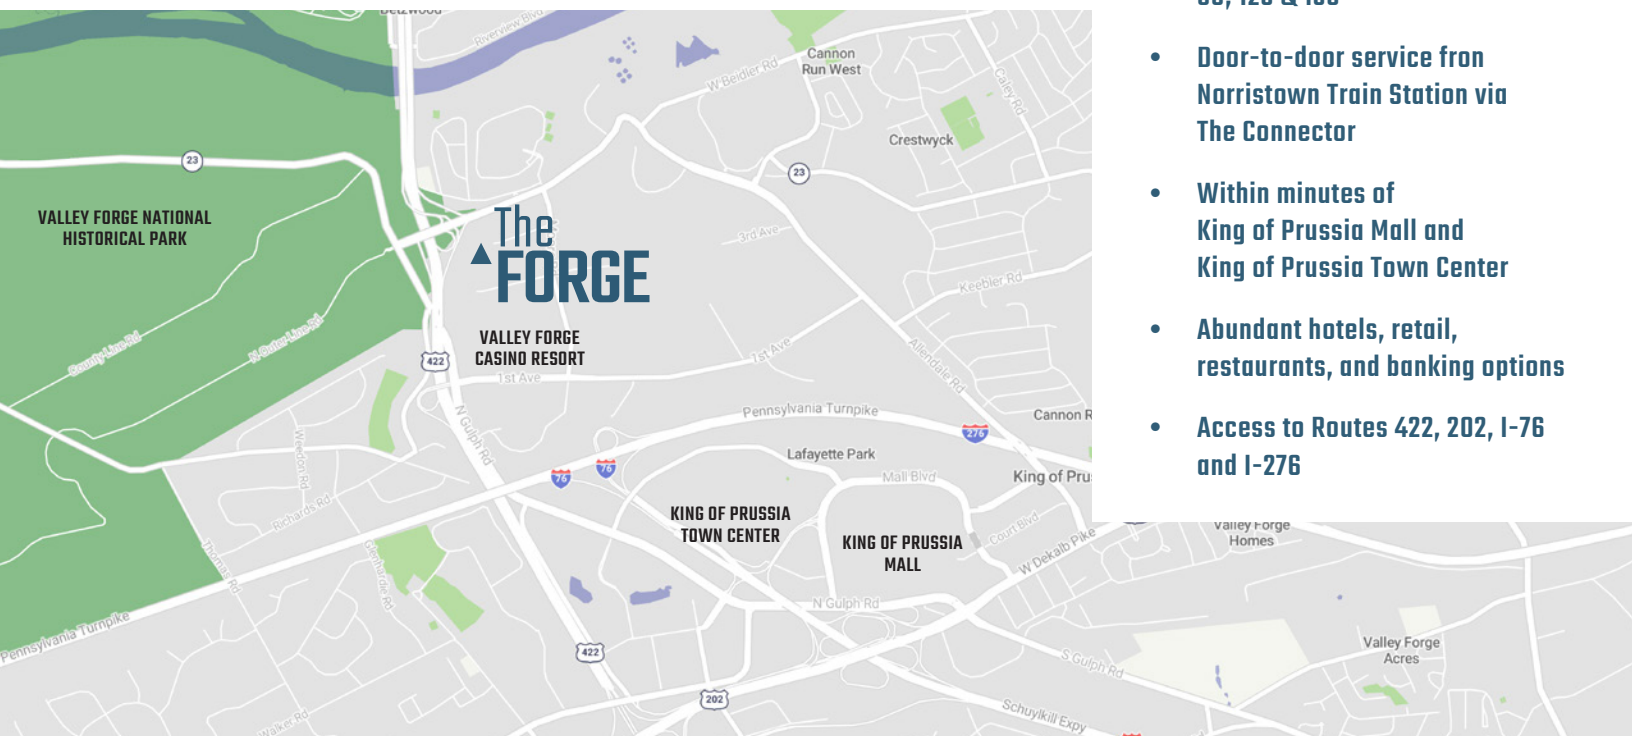 Betzwood
Riverview Blvd
W Beidler Rd
Cannon
Run West
Caley Rd
Crestwyck
23
23
VALLEY FORGE NATIONAL
HISTORICAL PARK
The
FORGE
3rd Ave
Keebler Rd
County Line Rd
N Outer Line Rd
VALLEY FORGE
CASINO RESORT
422
1st Ave
1st Ave
Allendale Rd
N Gulph Rd
Pennsylvania Turnpike
276
Cannon R
Weedon Rd
Lafayette Park
76
76
Mall Blvd
King of Pru
Richards Rd
KING OF PRUSSIA
TOWN CENTER
KING OF PRUSSIA
MALL
Court Blvd
W Dekalb Pike
Thomas Rd
Glenhardie Rd
N Gulph Rd
Pennsylvania Turnpike
422
202
S Gulph Rd
Schuylkill Expy
Walker Rd
Valley Forge
Homes
Valley Forge
Acres
• Door-to-door service fron
Norristown Train Station via
The Connector
• Within minutes of
King of Prussia Mall and
King of Prussia Town Center
• Abundant hotels, retail,
restaurants, and banking options
• Access to Routes 422, 202, I-76
and I-276